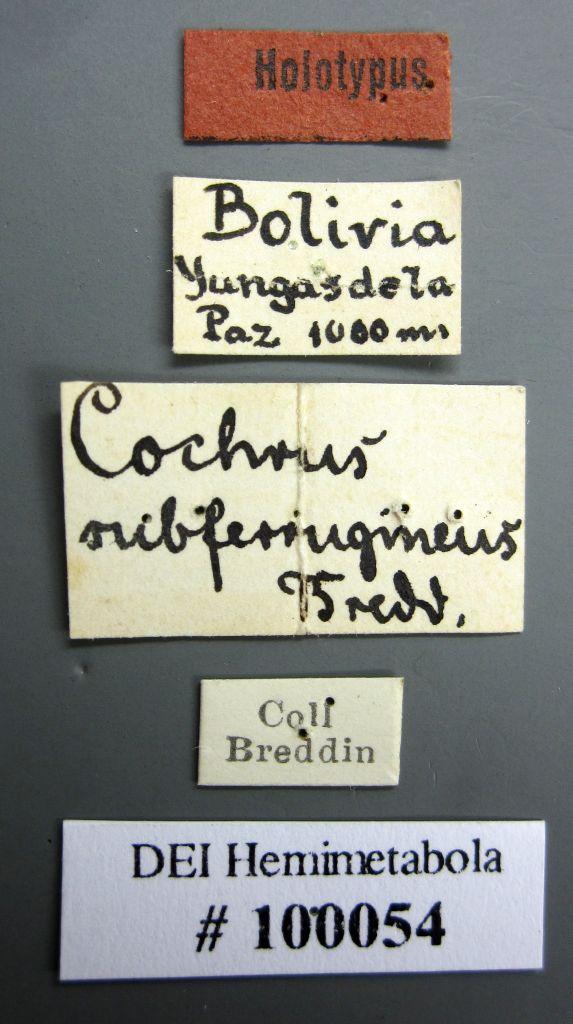 Holotypus.
Bolivia
Yungas de la
Paz 1000 m.
Cochrus
subferrugineus
Bredd.
Coll
Breddin
DEI Hemimetabola
# 100054